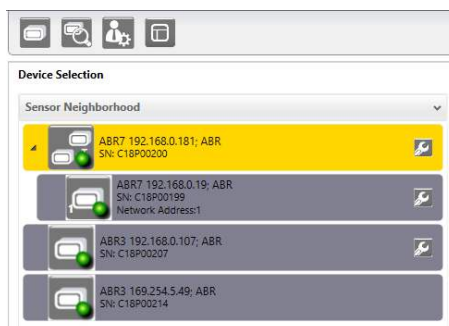 Device Selection
Sensor Neighborhood
ABR7 192.168.0.181; ABR
SN: C18P00200
ABR7 192.168.0.19; ABR
SN: C18P00199
Network Address:1
ABR3 192.168.0.107; ABR
SN: C18P00207
ABR3 169.254.5.49; ABR
SN: C18P00214